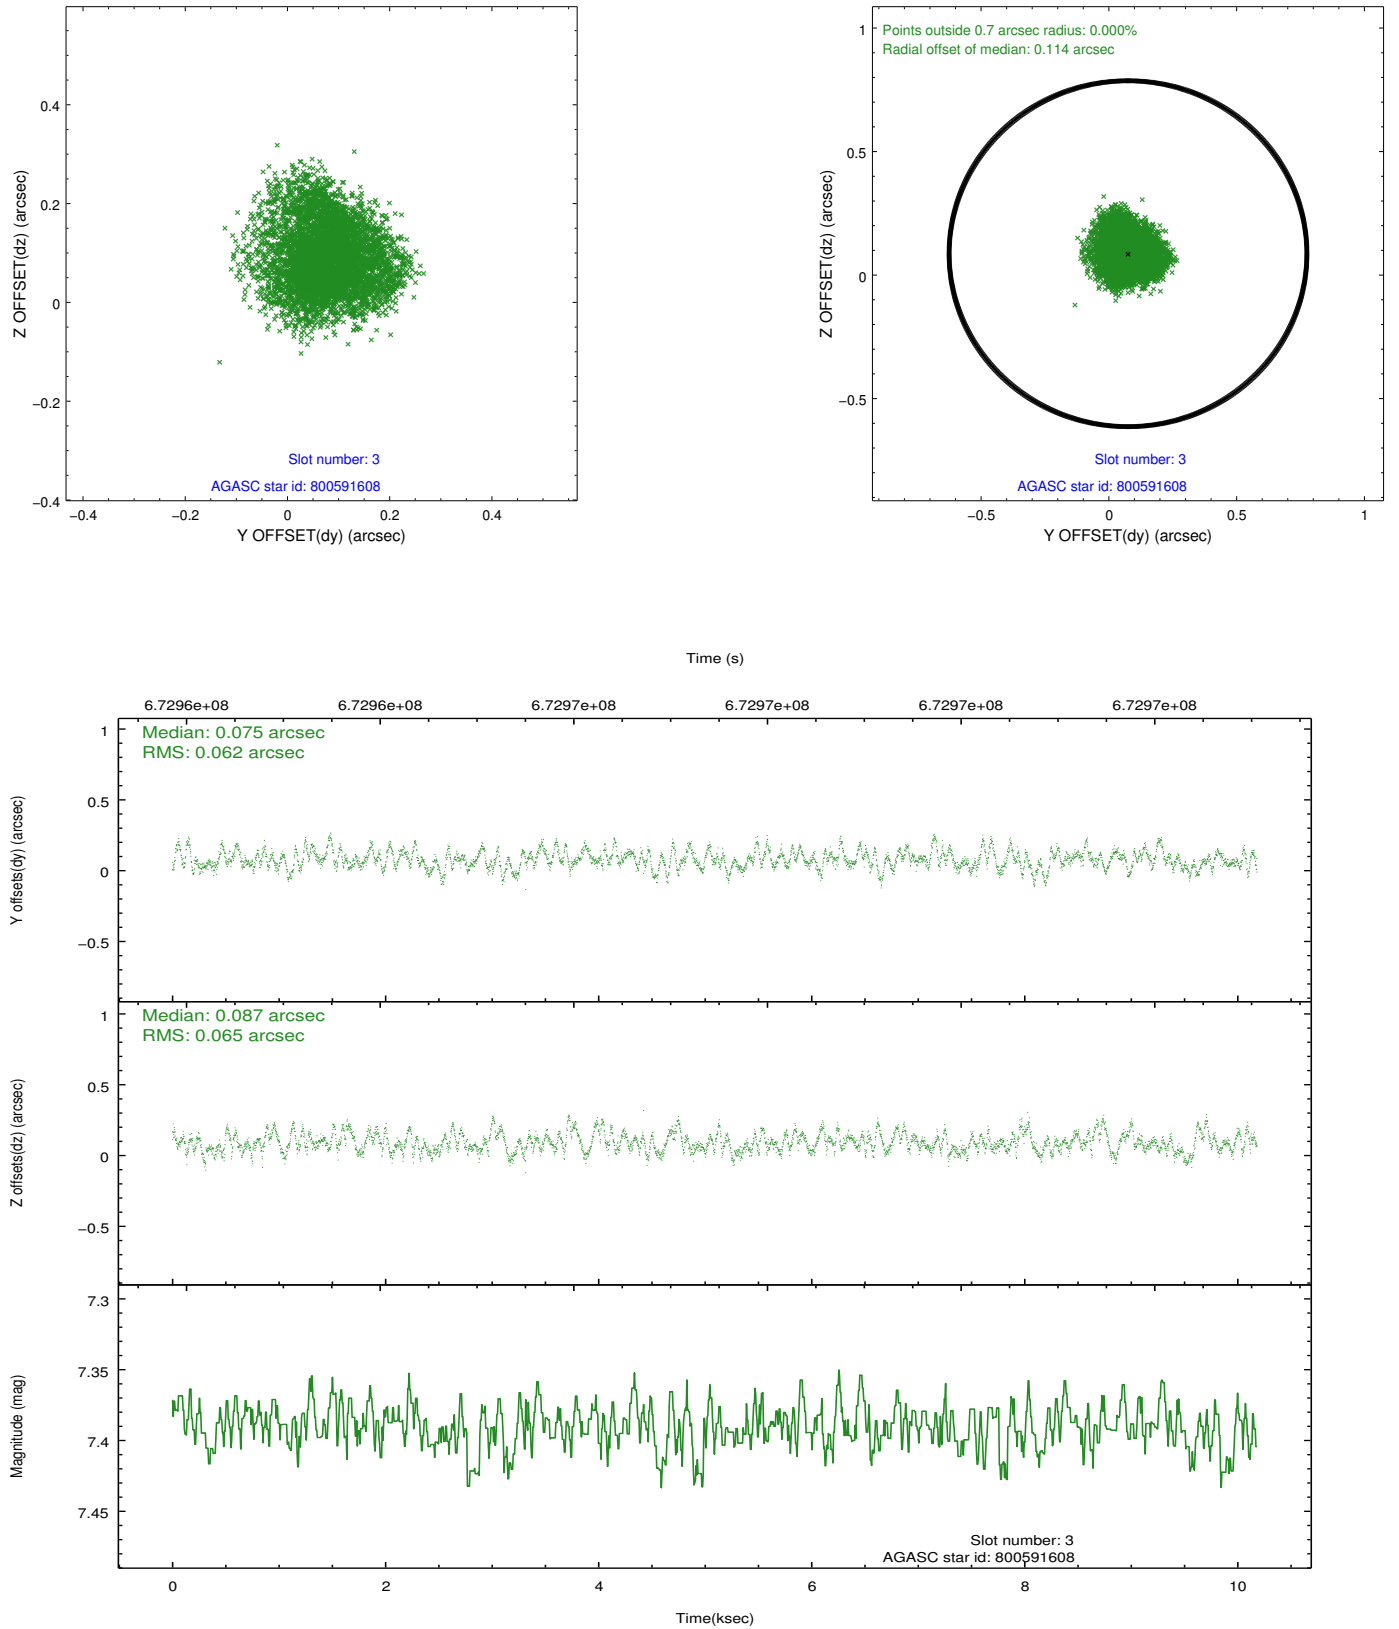 0.4
0.2
0
−0.2
−0.4
Z OFFSET(dz) (arcsec)
Slot number: 3
AGASC star id: 800591608
−0.4 −0.2 0 0.2 0.4
Y OFFSET(dy) (arcsec)
Points outside 0.7 arcsec radius: 0.000%
Radial offset of median: 0.114 arcsec
1
0.5
0
−0.5
Z OFFSET(dz) (arcsec)
Slot number: 3
AGASC star id: 800591608
−0.5 0 0.5 1
Y OFFSET(dy) (arcsec)
Time (s)
6.7296e+08 6.7296e+08 6.7297e+08 6.7297e+08 6.7297e+08 6.7297e+08
Median: 0.075 arcsec
RMS: 0.062 arcsec
1
0.5
0
−0.5
Y offsets(dy) (arcsec)
Median: 0.087 arcsec
RMS: 0.065 arcsec
1
0.5
0
−0.5
Z offsets(dz) (arcsec)
7.3
7.35
7.4
7.45
Magnitude (mag)
Slot number: 3
AGASC star id: 800591608
0 2 4 6 8 10
Time(ksec)